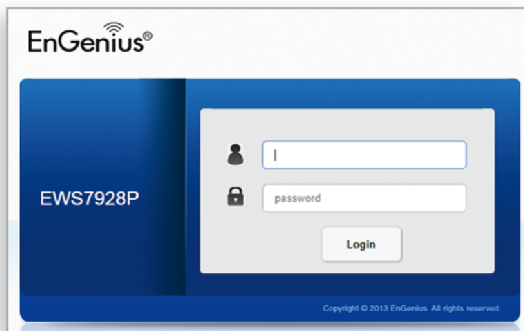 EnGenius®
EWS7928P
password
Login
Copyright © 2013 EnGenius. All rights reserved.